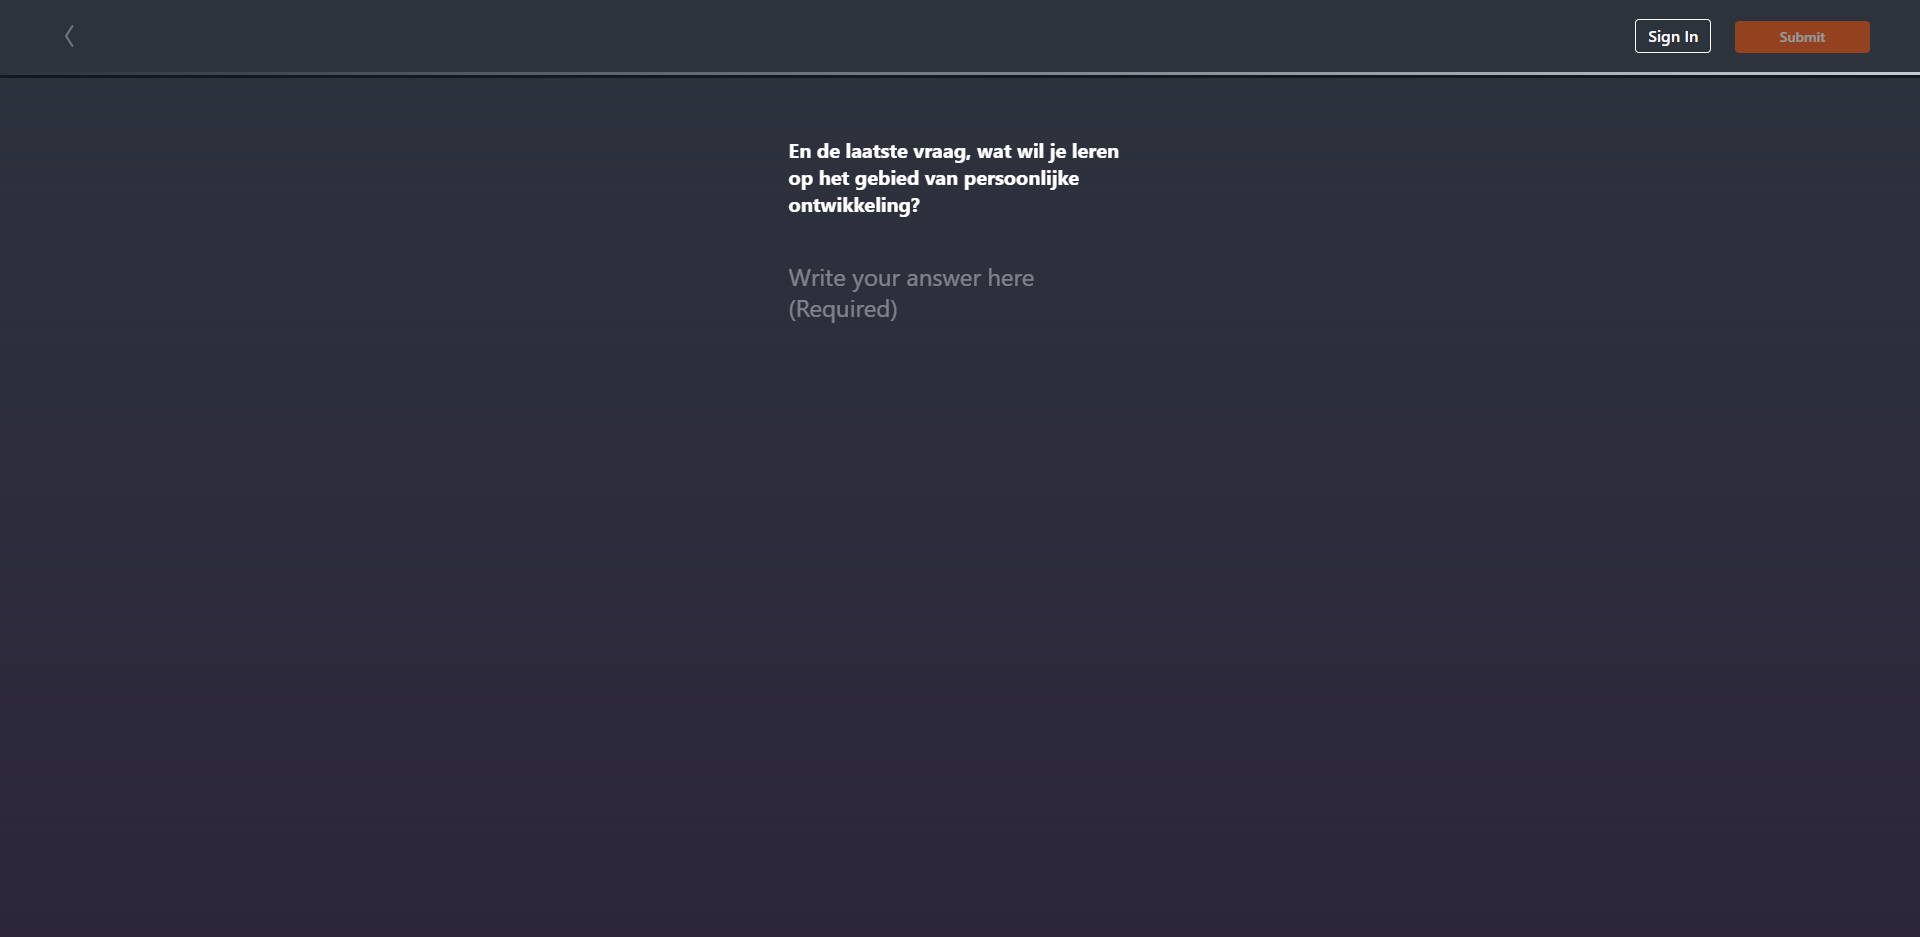 Sign In
Submit
En de laatste vraag, wat wil je leren
op het gebied van persoonlijke
ontwikkeling?
Write your answer here
(Required)